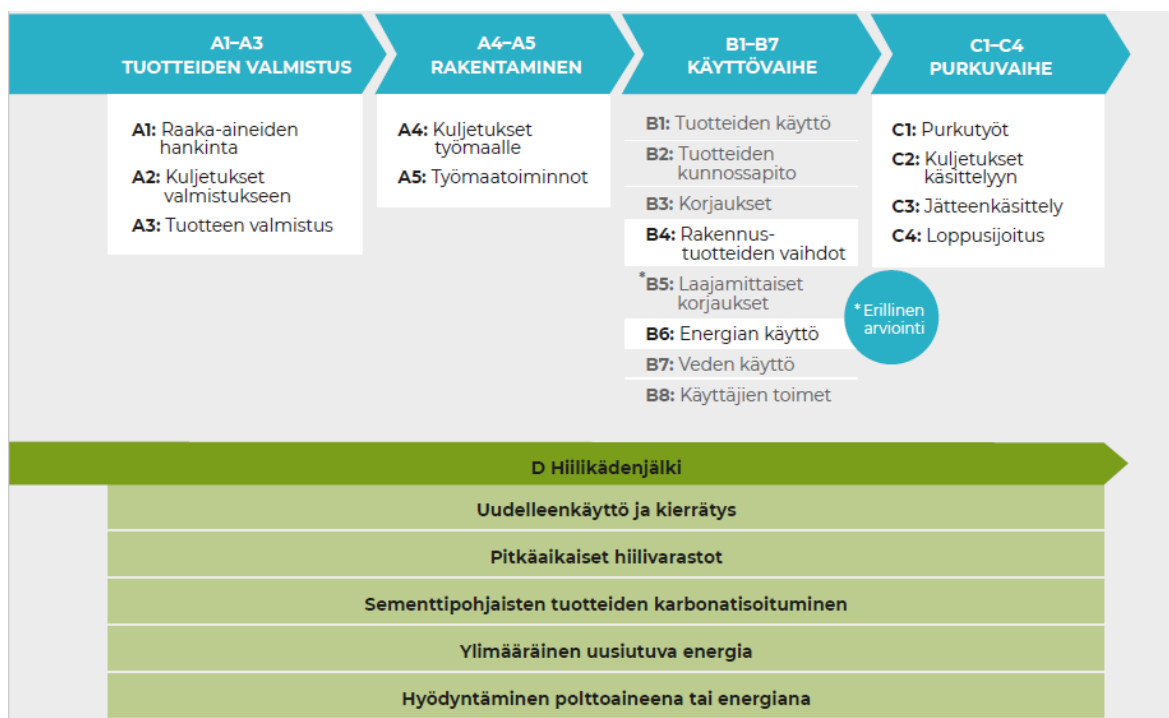 A1–A3
TUOTTEIDEN VALMISTUS
A1: Raaka-aineiden
hankinta
A2: Kuljetukset
valmistukseen
A3: Tuotteen valmistus
A4–A5
RAKENTAMINEN
A4: Kuljetukset
työmaalle
A5: Työmaatoiminnot
B1–B7
KÄYTTÖVAIHE
B1: Tuotteiden käyttö
B2: Tuotteiden
kunnossapito
B3: Korjaukset
B4: Rakennus-
tuotteiden vaihdot
*B5: Laajamittaiset
korjaukset
B6: Energian käyttö
B7: Veden käyttö
B8: Käyttäjien toimet
C1–C4
PURKUVAIHE
C1: Purkutyöt
C2: Kuljetukset
käsittelyyn
C3: Jätteenkäsittely
C4: Loppusijoitus
*Erillinen
arviointi
D Hiilikädenjälki
Uudelleenkäyttö ja kierrätys
Pitkäaikaiset hiilivarastot
Sementtipohjaisten tuotteiden karbonatisoituminen
Ylimääräinen uusiutuva energia
Hyödyntäminen polttoaineena tai energiana